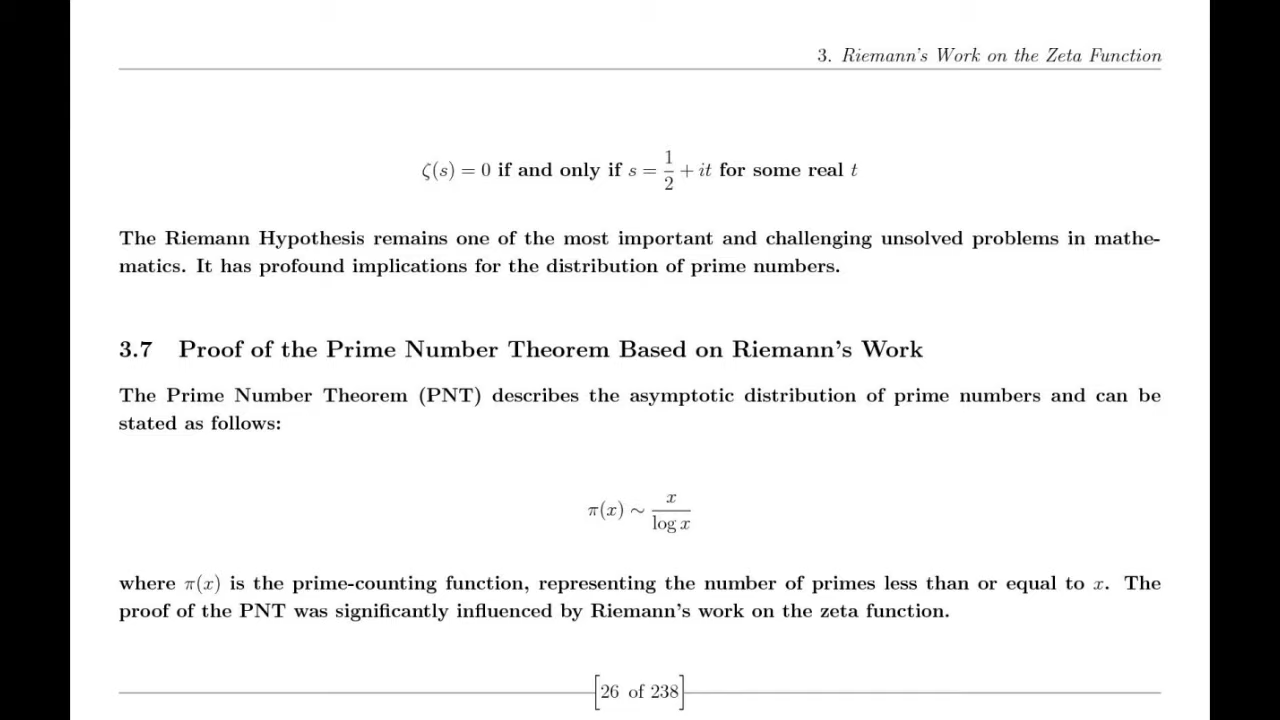 3. Riemann's Work on the Zeta Function
ζ(s) = 0 if and only if s = 1/2 + it for some real t
The Riemann Hypothesis remains one of the most important and challenging unsolved problems in mathe-
matics. It has profound implications for the distribution of prime numbers.
3.7 Proof of the Prime Number Theorem Based on Riemann's Work
The Prime Number Theorem (PNT) describes the asymptotic distribution of prime numbers and can be
stated as follows:
π(x) ~ x / log x
where π(x) is the prime-counting function, representing the number of primes less than or equal to x. The
proof of the PNT was significantly influenced by Riemann's work on the zeta function.
[26 of 238]